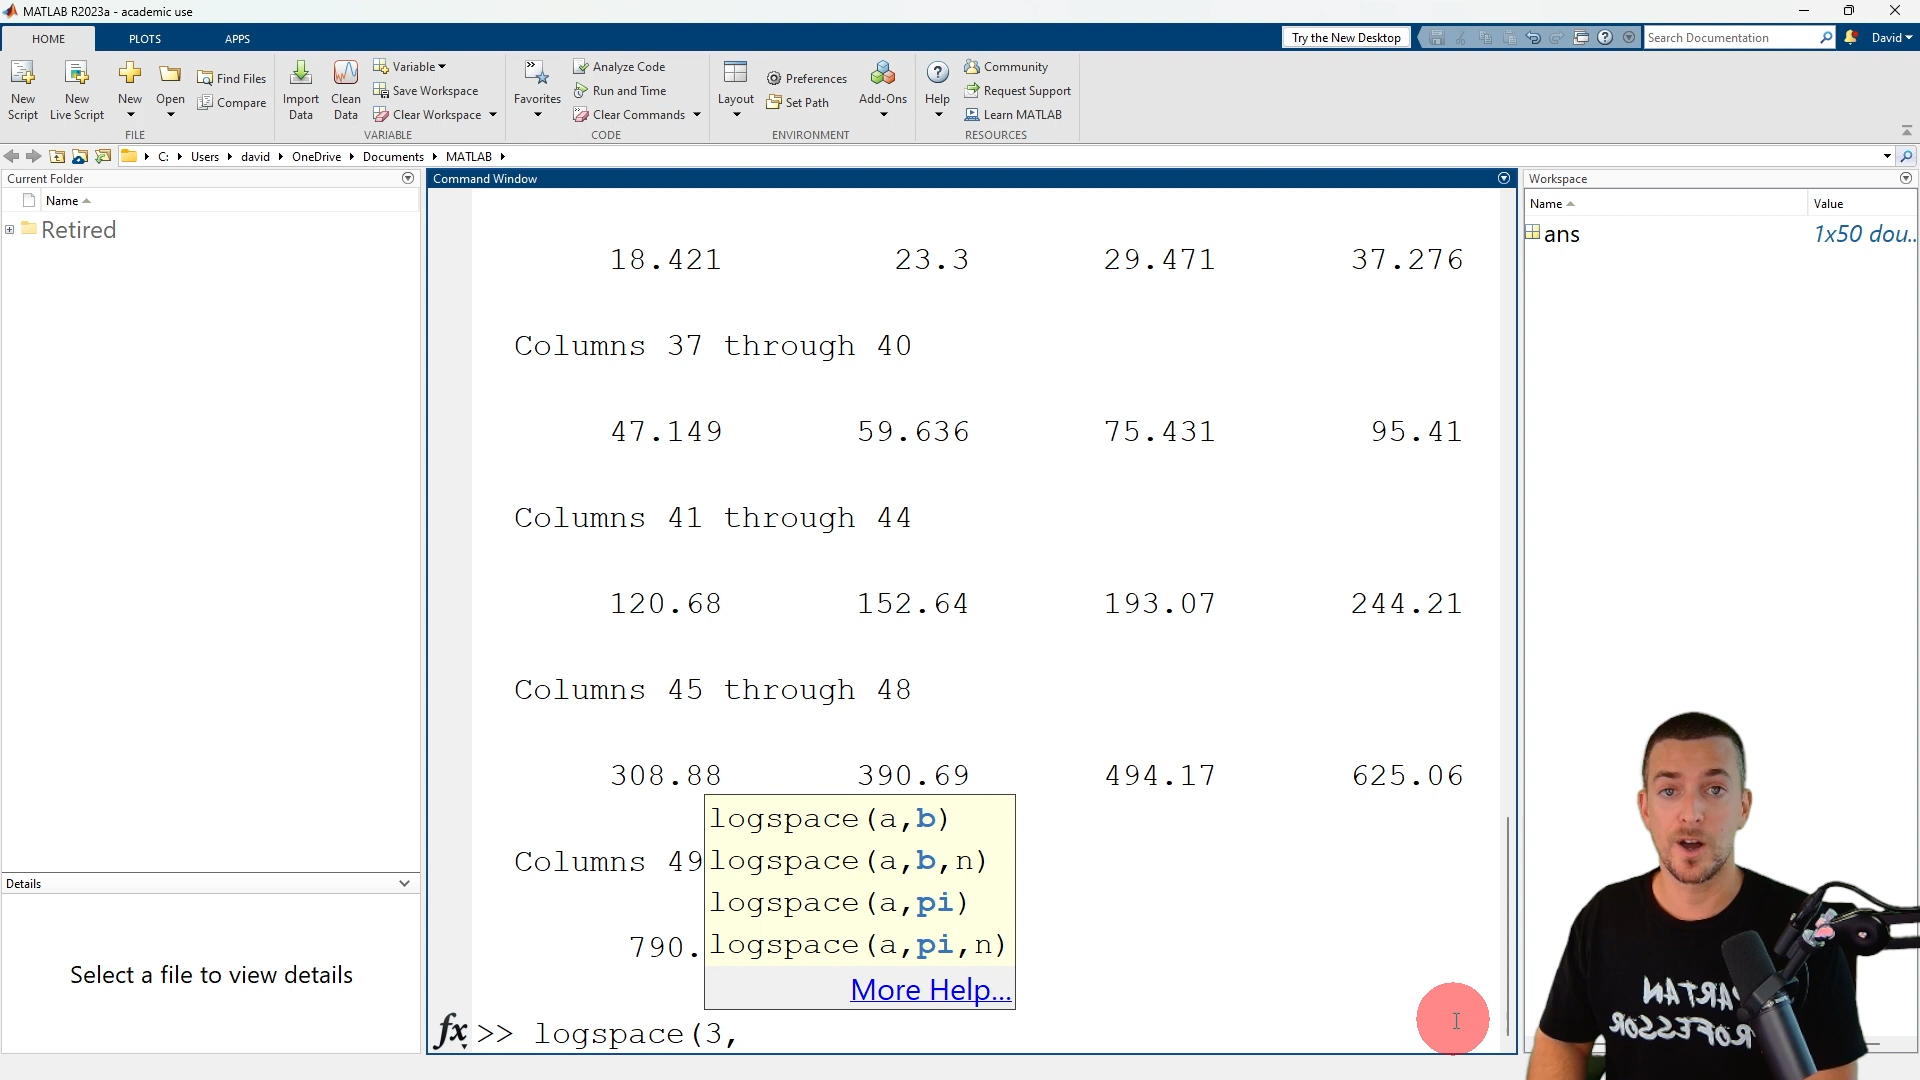 MATLAB R2023a - academic use
HOME PLOTS APPS
Try the New Desktop
Search Documentation
David
New Script
New Live Script
New
Open
Find Files
Compare
FILE
Import Data
Clean Data
Variable
Save Workspace
Clear Workspace
VARIABLE
Favorites
Analyze Code
Run and Time
Clear Commands
CODE
Layout
Preferences
Set Path
Add-Ons
ENVIRONMENT
Help
Community
Request Support
Learn MATLAB
RESOURCES
C: Users david OneDrive Documents MATLAB
Current Folder
Name
Retired
Details
Select a file to view details
Command Window
18.421 23.3 29.471 37.276
Columns 37 through 40
47.149 59.636 75.431 95.41
Columns 41 through 44
120.68 152.64 193.07 244.21
Columns 45 through 48
308.88 390.69 494.17 625.06
Columns 49
790.
logspace(a,b)
logspace(a,b,n)
logspace(a,pi)
logspace(a,pi,n)
More Help...
fx >> logspace(3,
Workspace
Name Value
ans 1x50 dou..